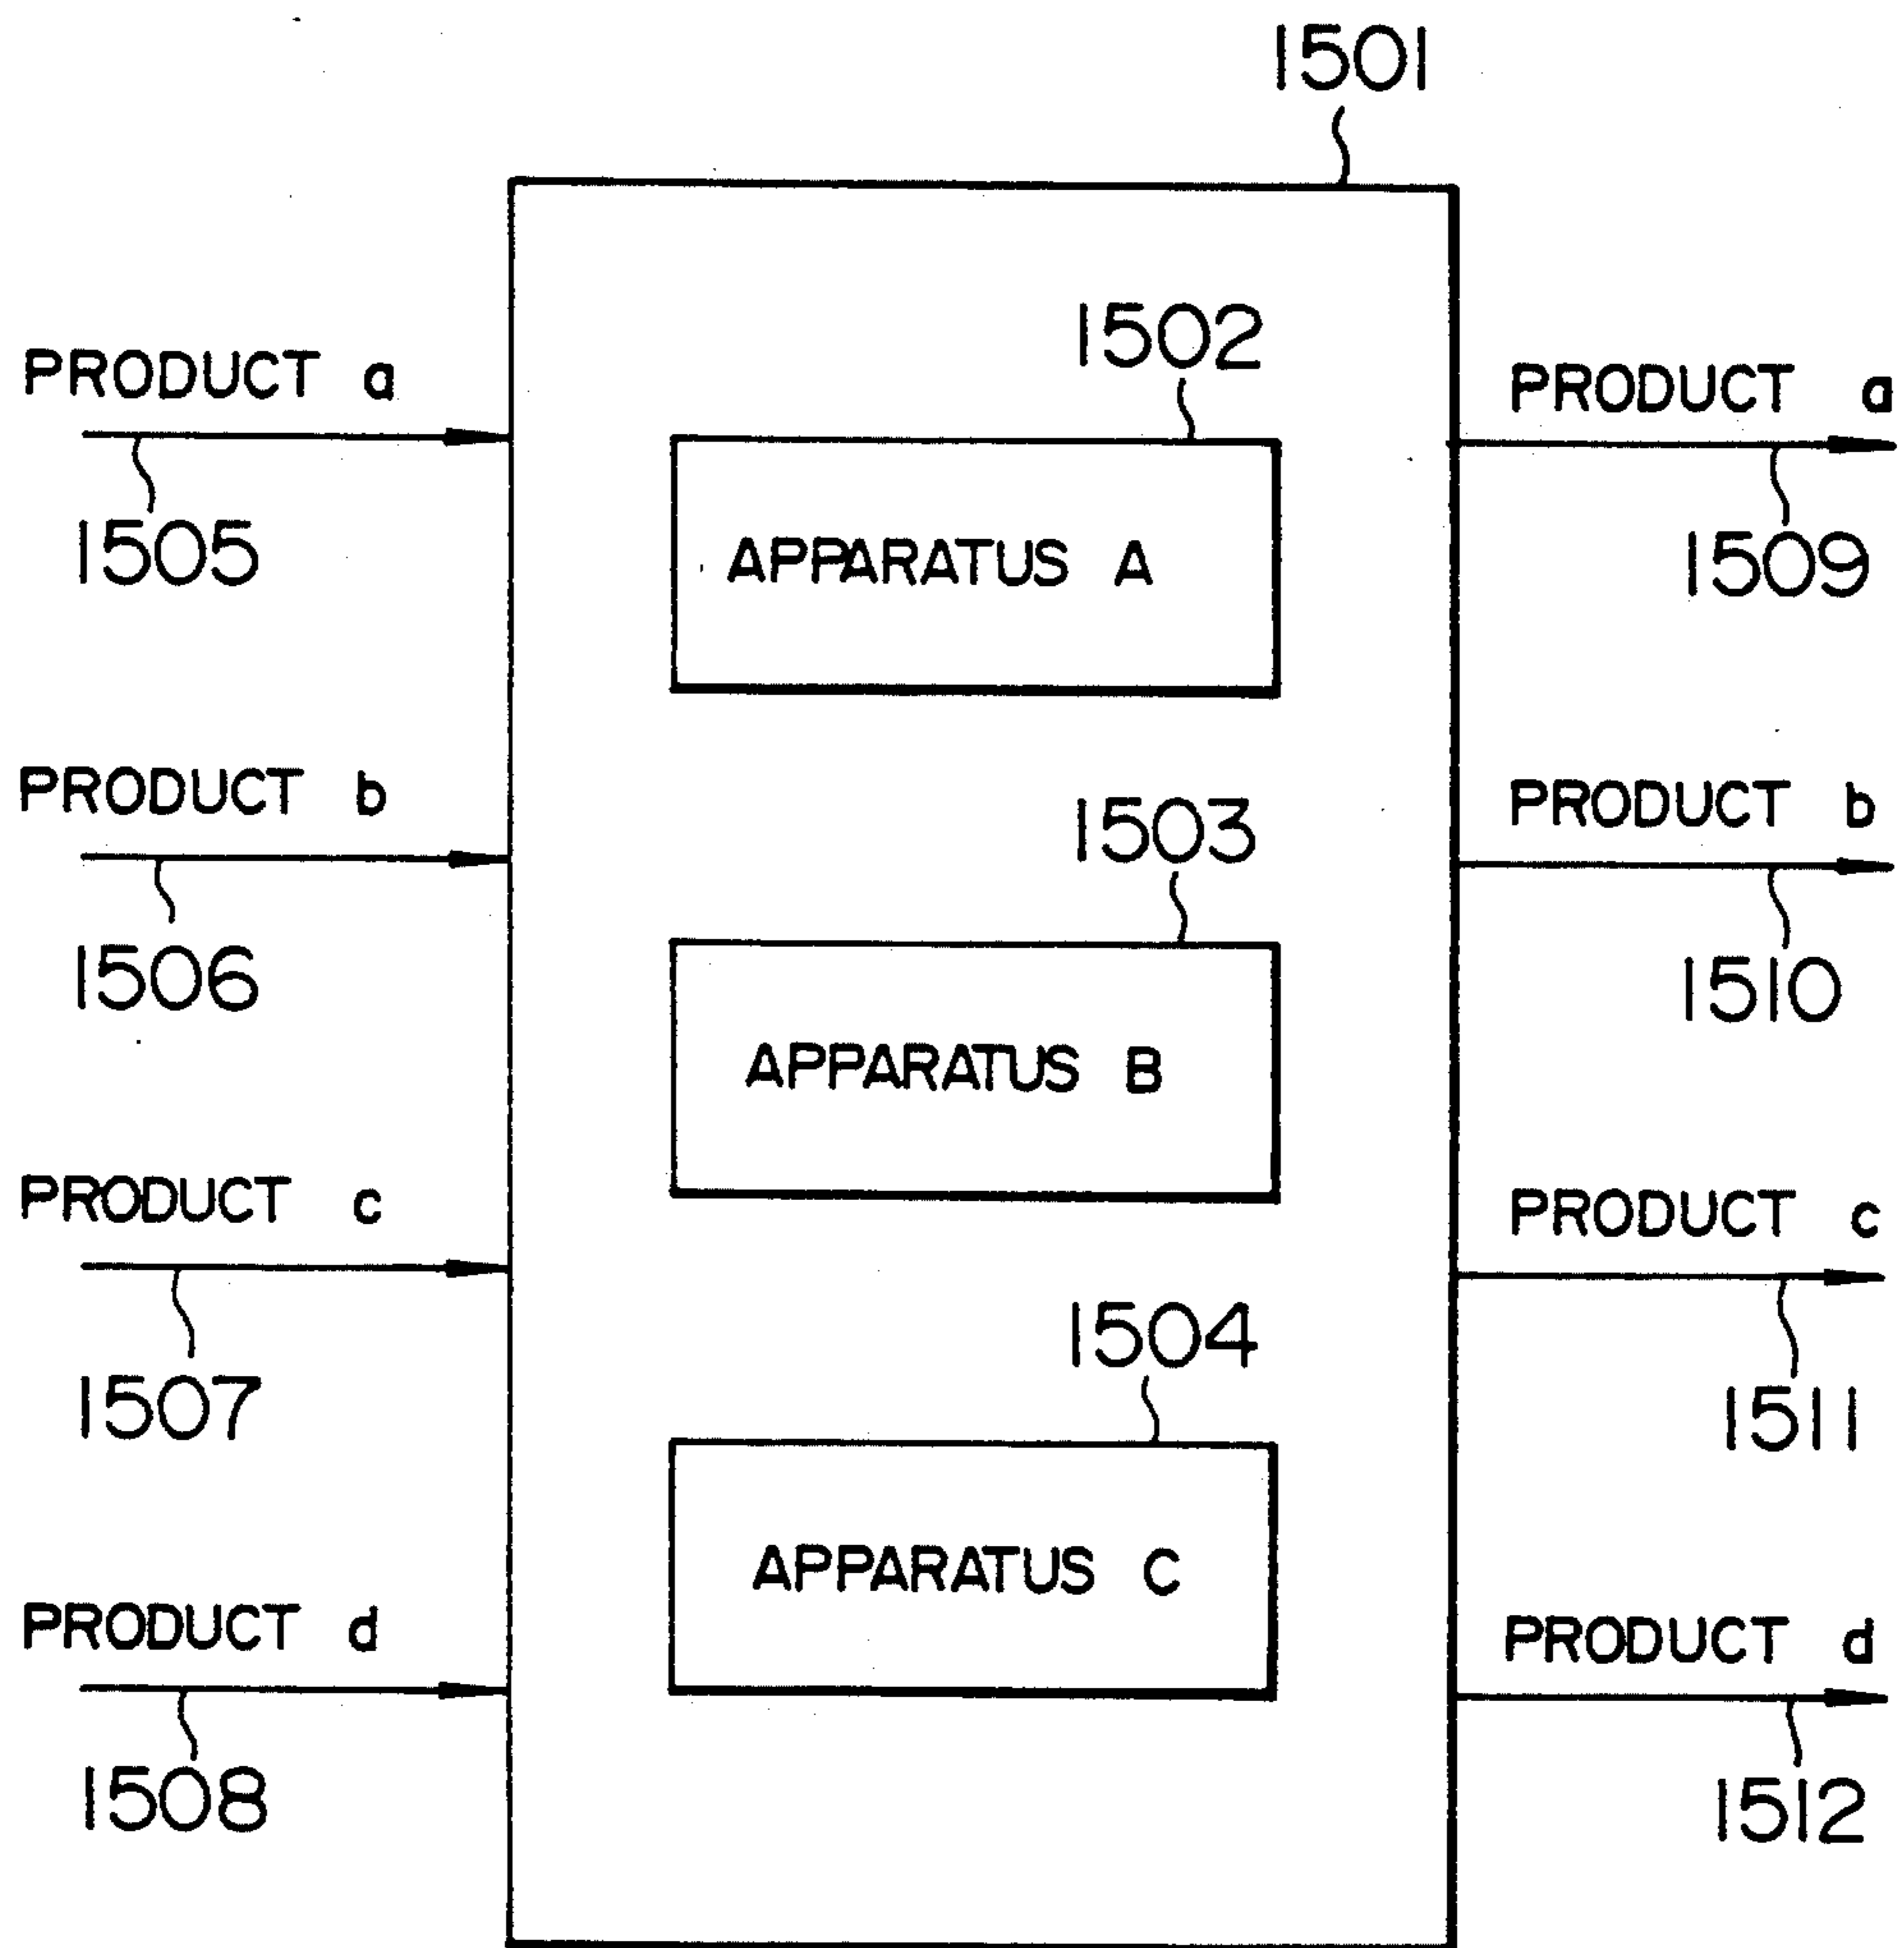 1501
1502
PRODUCT a
PRODUCT a
1505
APPARATUS A
1509
PRODUCT b
PRODUCT b
1503
1506
1510
APPARATUS B
PRODUCT c
PRODUCT c
1504
1507
1511
APPARATUS C
PRODUCT d
PRODUCT d
1508
1512